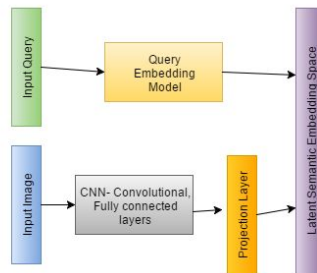 Input Query
Query
Embedding
Model
Latent Semantic Embedding Space
Input Image
CNN- Convolutional,
Fully connected
layers
Projection Layer